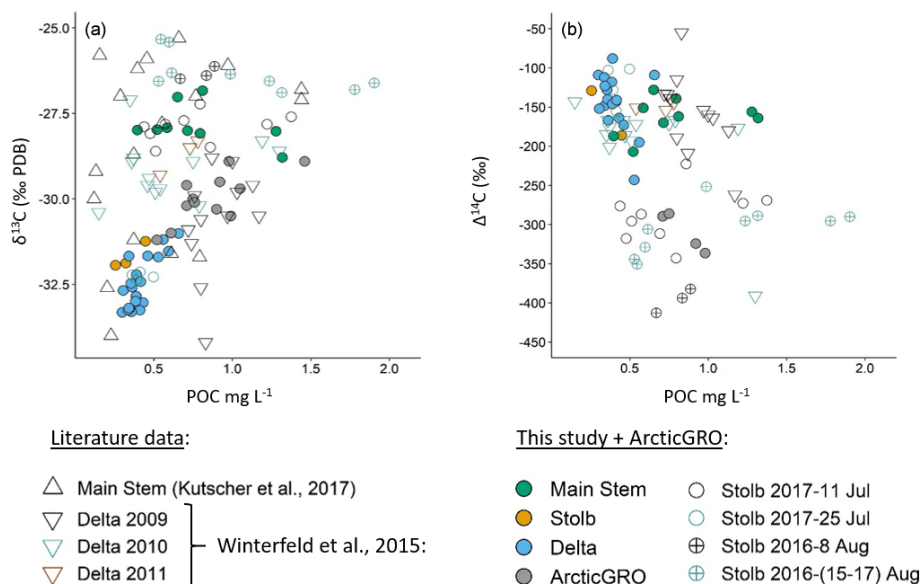 (a)
-25.0
-27.5
-30.0
-32.5
δ¹³C (‰ PDB)
0.5 1.0 1.5 2.0
POC mg L⁻¹
(b)
-50
-100
-150
-200
-250
-300
-350
-400
-450
Δ¹⁴C (‰)
0.5 1.0 1.5 2.0
POC mg L⁻¹
Literature data:
Main Stem (Kutscher et al., 2017)
Delta 2009
Delta 2010
Delta 2011
Winterfeld et al., 2015:
This study + ArcticGRO:
Main Stem
Stolb
Delta
ArcticGRO
Stolb 2017-11 Jul
Stolb 2017-25 Jul
Stolb 2016-8 Aug
Stolb 2016-(15-17) Aug